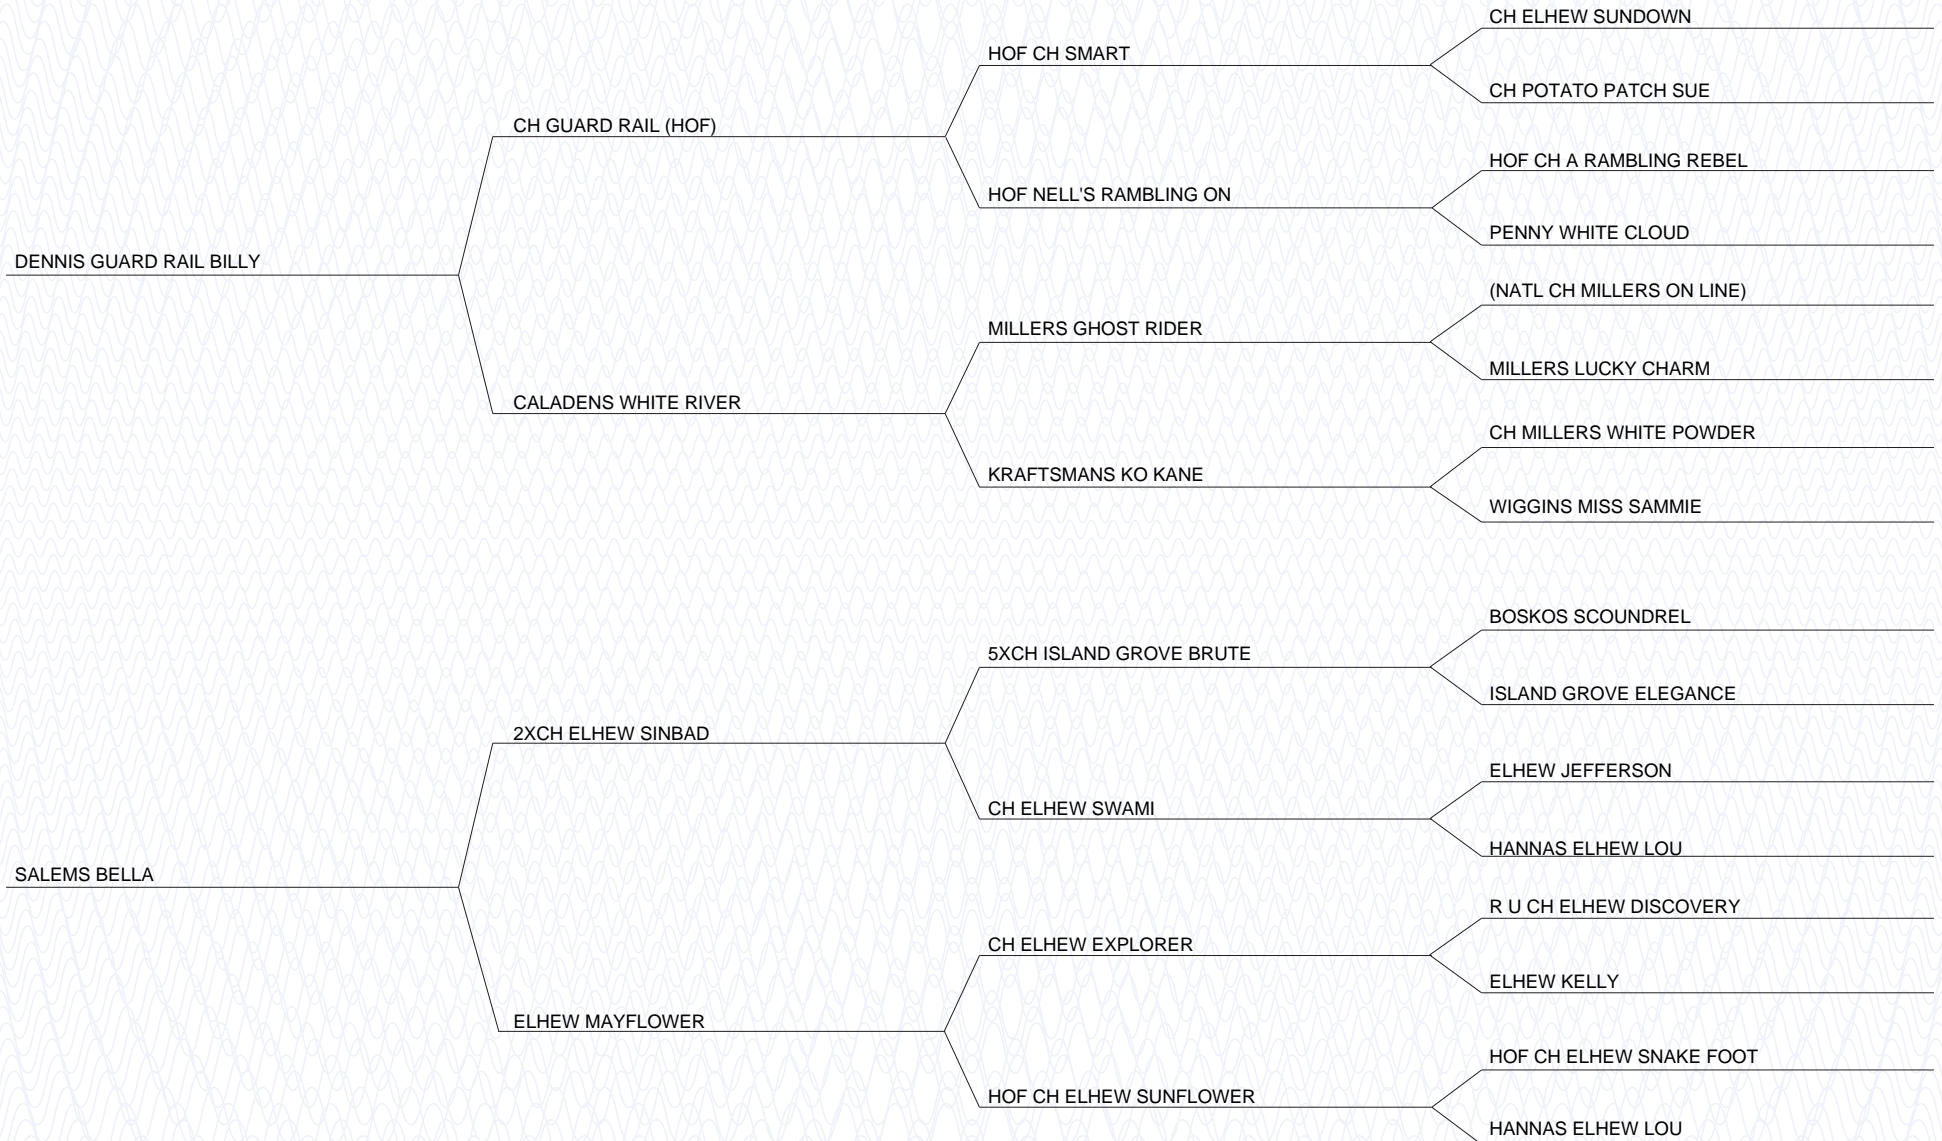 CH ELHEW SUNDOWN
HOF CH SMART
CH POTATO PATCH SUE
CH GUARD RAIL (HOF)
HOF CH A RAMBLING REBEL
HOF NELL'S RAMBLING ON
PENNY WHITE CLOUD
DENNIS GUARD RAIL BILLY
(NATL CH MILLERS ON LINE)
MILLERS GHOST RIDER
MILLERS LUCKY CHARM
CALADENS WHITE RIVER
CH MILLERS WHITE POWDER
KRAFTSMANS KO KANE
WIGGINS MISS SAMMIE
BOSKOS SCOUNDREL
5XCH ISLAND GROVE BRUTE
ISLAND GROVE ELEGANCE
2XCH ELHEW SINBAD
ELHEW JEFFERSON
CH ELHEW SWAMI
HANNAS ELHEW LOU
SALEMS BELLA
R U CH ELHEW DISCOVERY
CH ELHEW EXPLORER
ELHEW KELLY
ELHEW MAYFLOWER
HOF CH ELHEW SNAKE FOOT
HOF CH ELHEW SUNFLOWER
HANNAS ELHEW LOU